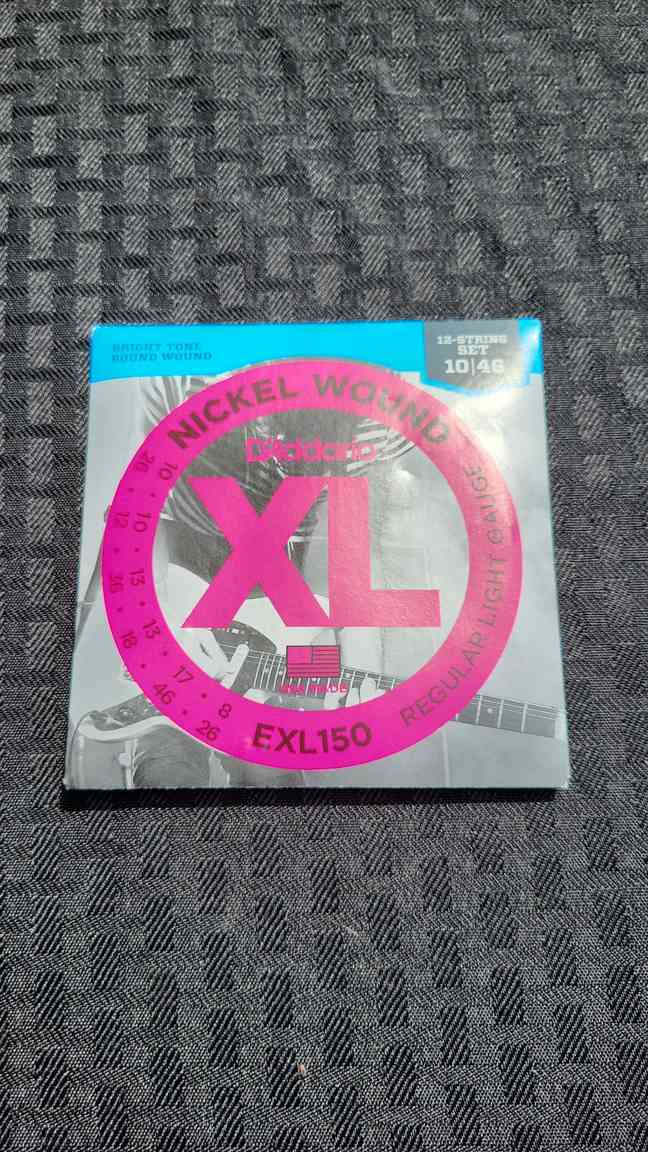 BRIGHT TONE
ROUND WOUND
12-STRING
SET
10|46
NICKEL WOUND
D'Addario
XL
USA MADE
EXL150
REGULAR LIGHT GAUGE
10 • 10 • 13 • 13 • 17 • 8
26 • 12 • 36 • 18 • 46 • 26